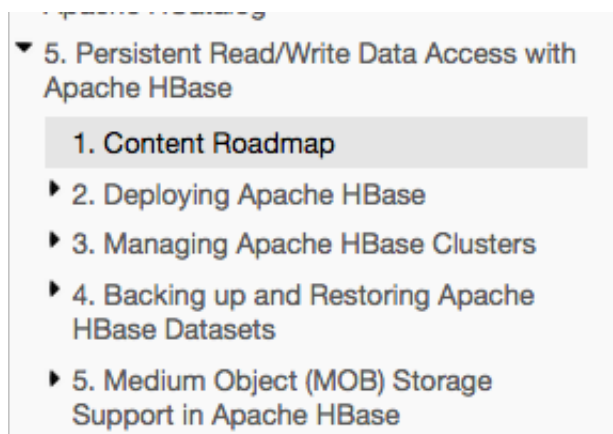 Apache HCatalog
5. Persistent Read/Write Data Access with
Apache HBase
1. Content Roadmap
2. Deploying Apache HBase
3. Managing Apache HBase Clusters
4. Backing up and Restoring Apache
HBase Datasets
5. Medium Object (MOB) Storage
Support in Apache HBase